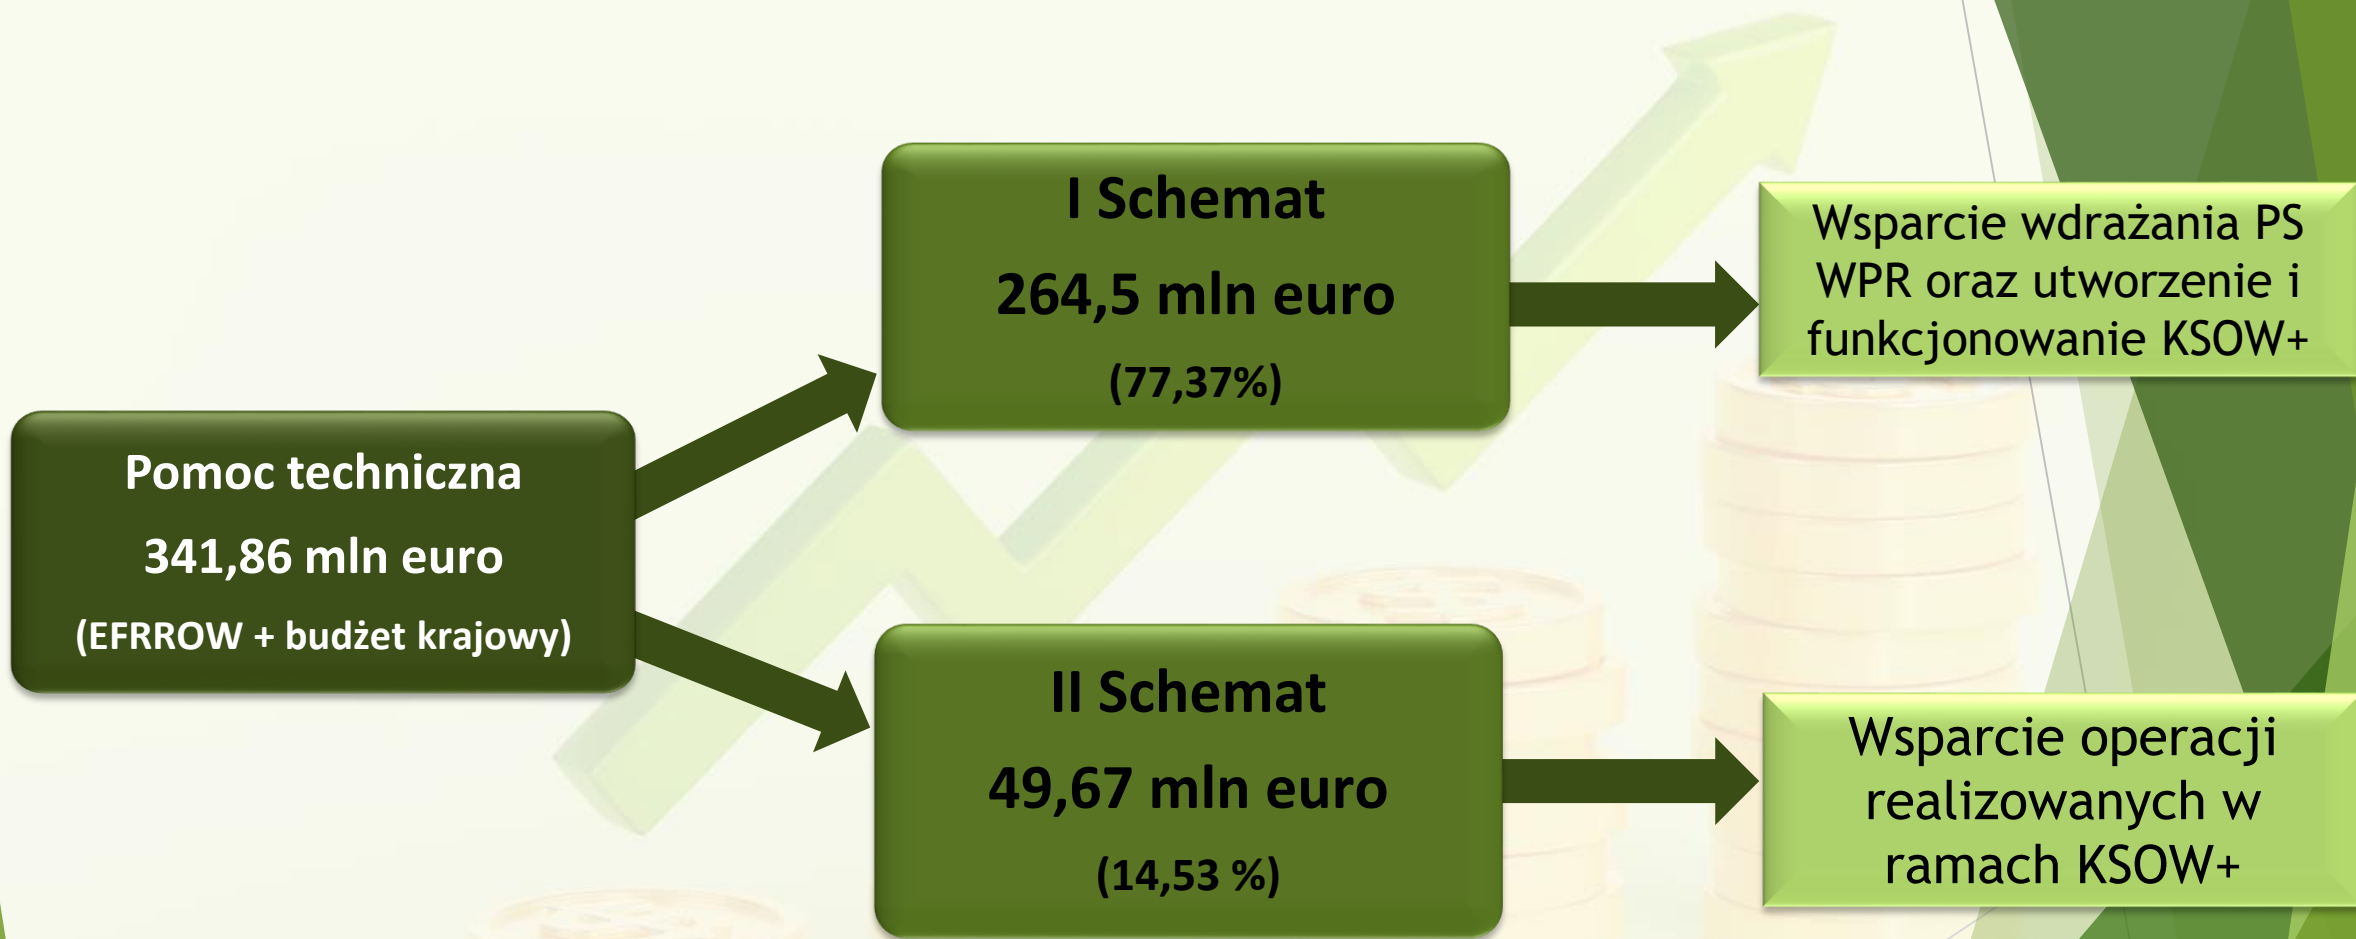 Pomoc techniczna
341,86 mln euro
(EFRROW + budżet krajowy)
I Schemat
264,5 mln euro
(77,37%)
Wsparcie wdrażania PS
WPR oraz utworzenie i
funkcjonowanie KSOW+
II Schemat
49,67 mln euro
(14,53 %)
Wsparcie operacji
realizowanych w
ramach KSOW+